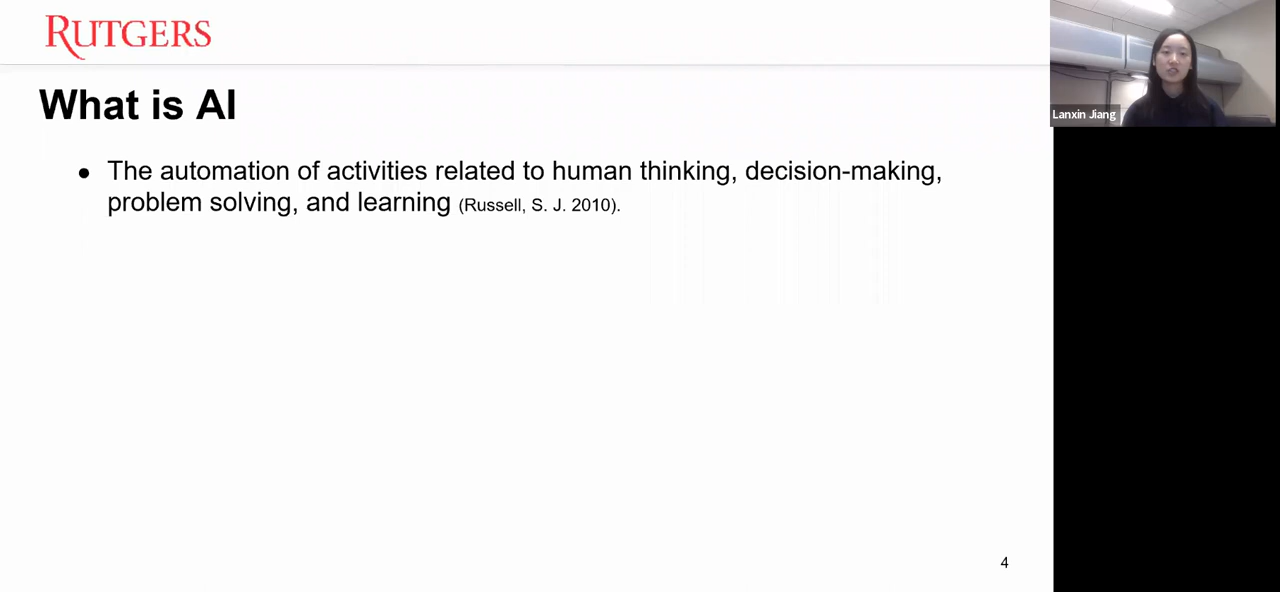 RUTGERS
What is AI
● The automation of activities related to human thinking, decision-making,
problem solving, and learning (Russell, S. J. 2010).
4
Lanxin Jiang